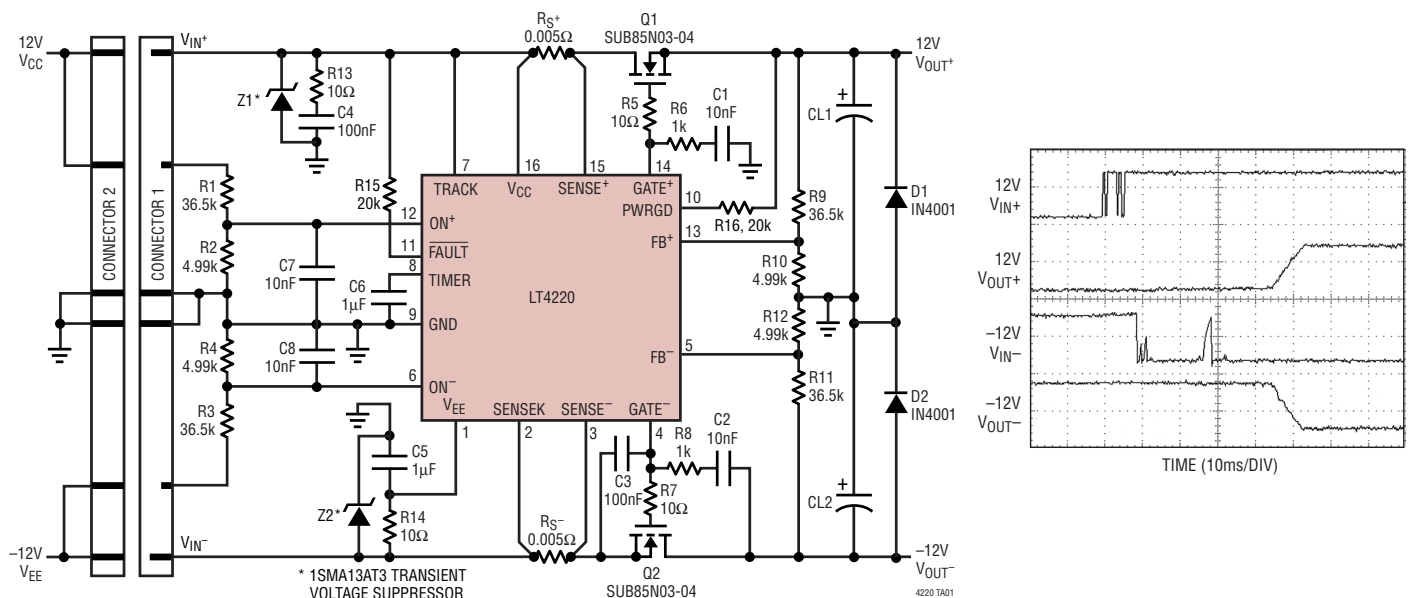 12V
VCC
CONNECTOR 2
CONNECTOR 1
VIN+
Z1*
R13
10Ω
C4
100nF
RS+
0.005Ω
Q1
SUB85N03-04
12V
VOUT+
R5
10Ω
R6
1k
C1
10nF
CL1
R1
36.5k
R2
4.99k
R4
4.99k
R3
36.5k
R15
20k
C7
10nF
C8
10nF
C6
1µF
7
16
15
14
TRACK
VCC
SENSE+
GATE+
12
ON+
11
FAULT
8
TIMER
9
GND
6
ON–
VEE
SENSEK
SENSE–
GATE–
1
2
3
4
LT4220
PWRGD
10
R16, 20k
FB+
13
FB–
5
R9
36.5k
R10
4.99k
R12
4.99k
R11
36.5k
D1
IN4001
D2
IN4001
C5
1µF
Z2*
R14
10Ω
C3
100nF
R8
1k
C2
10nF
R7
10Ω
RS–
0.005Ω
Q2
SUB85N03-04
CL2
+
+
–12V
VEE
VIN–
* 1SMA13AT3 TRANSIENT
VOLTAGE SUPPRESSOR
–12V
VOUT–
4220 TA01
12V
VIN+
12V
VOUT+
–12V
VIN–
–12V
VOUT–
TIME (10ms/DIV)